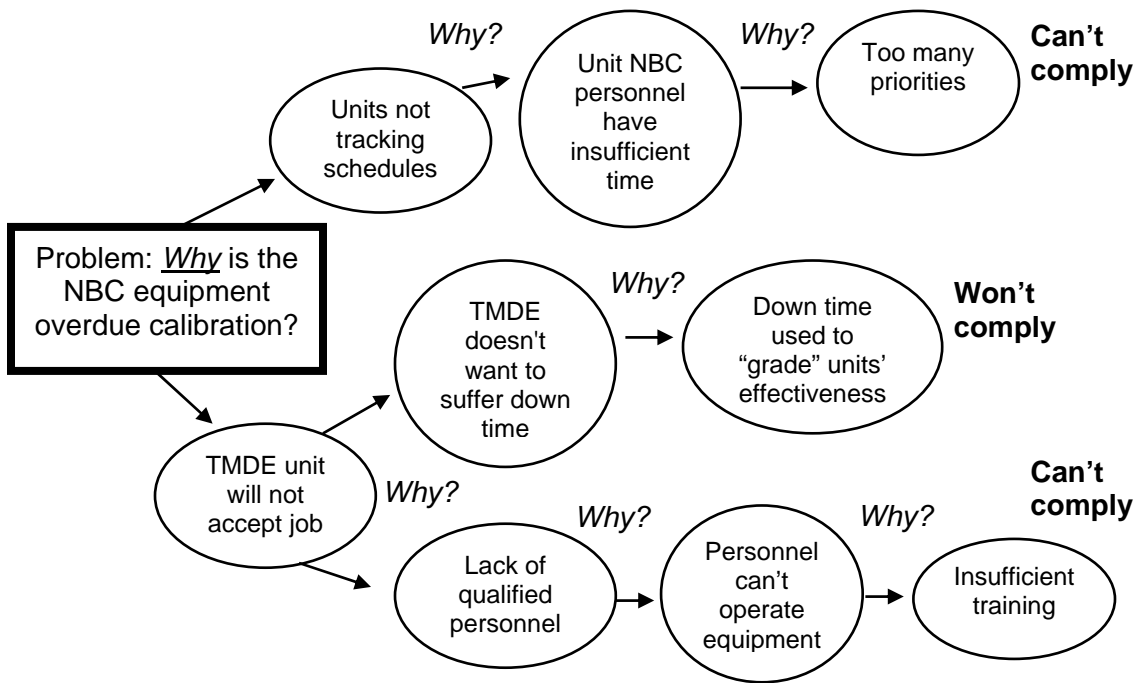 Why?
Why?
Can't
comply
Too many
priorities
Unit NBC
personnel
have
insufficient
time
Units not
tracking
schedules
Problem: Why is the
NBC equipment
overdue calibration?
TMDE
doesn't
want to
suffer down
time
Why?
Down time
used to
“grade” units’
effectiveness
Won’t
comply
TMDE unit
will not
accept job
Why?
Lack of
qualified
personnel
Why?
Personnel
can’t
operate
equipment
Why?
Insufficient
training
Can’t
comply